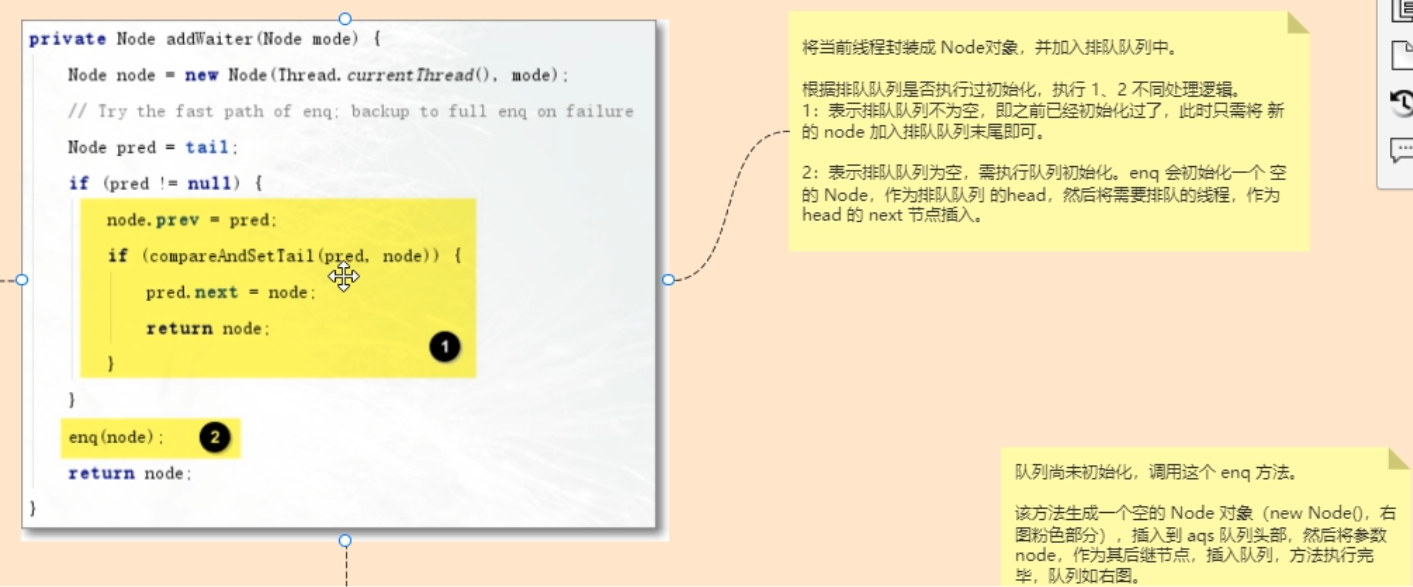 private Node addWaiter(Node mode) {
Node node = new Node(Thread.currentThread(), mode);
// Try the fast path of enq; backup to full enq on failure
Node pred = tail;
if (pred != null) {
node.prev = pred;
if (compareAndSetTail(pred, node)) {
pred.next = node;
return node;
1
}
}
enq(node);
2
return node;
}
将当前线程封装成 Node对象，并加入排队队列中。
根据排队队列是否执行过初始化，执行 1、2 不同处理逻辑。
1：表示排队队列不为空，即之前已经初始化过了，此时只需将 新
的 node 加入排队队列末尾即可。
2：表示排队队列为空，需执行队列初始化。enq 会初始化一个 空
的 Node，作为排队队列 的head，然后将需要排队的线程，作为
head 的 next 节点插入。
队列尚未初始化，调用这个 enq 方法。
该方法生成一个空的 Node 对象（new Node()，右
图粉色部分），插入到 aqs 队列头部，然后将参数
node，作为其后继节点，插入队列，方法执行完
毕，队列如右图。